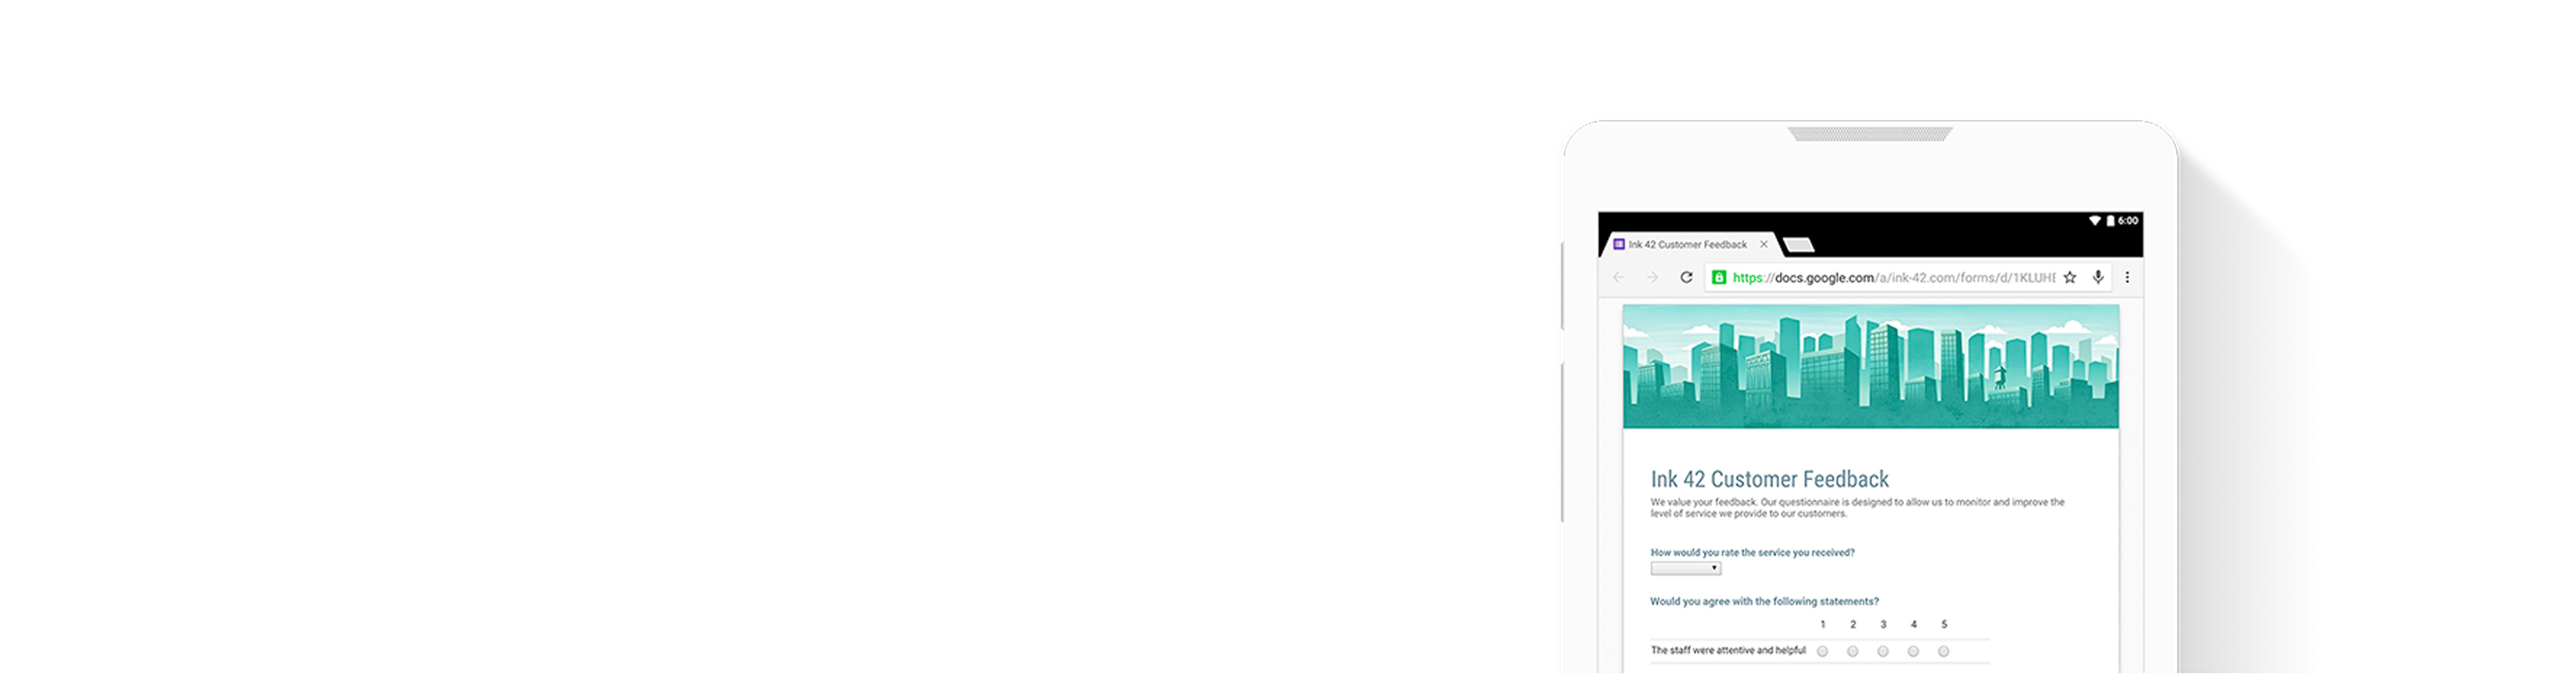 6:00
Ink 42 Customer Feedback
https://docs.google.com/a/ink-42.com/forms/d/1KLUH
Ink 42 Customer Feedback
We value your feedback. Our questionnaire is designed to allow us to monitor and improve the
level of service we provide to our customers.
How would you rate the service you received?
Would you agree with the following statements?
1 2 3 4 5
The staff were attentive and helpful